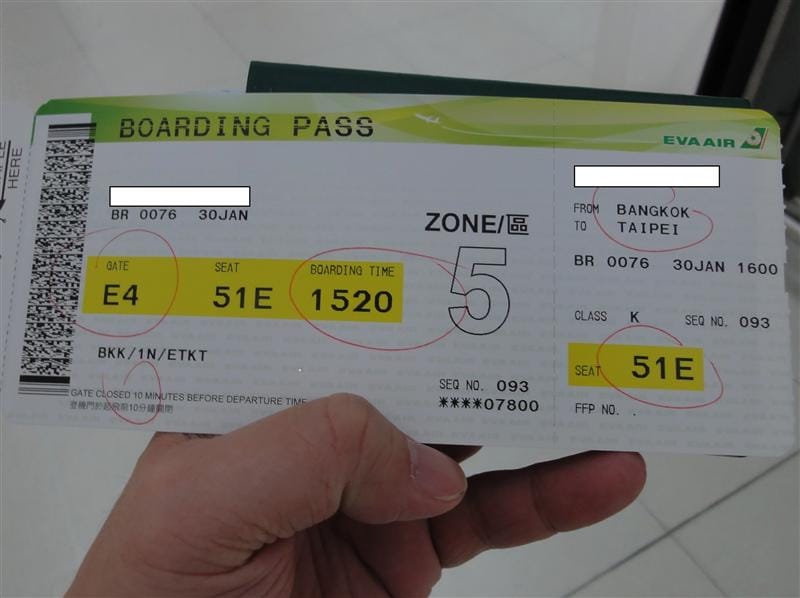 HERE
BOARDING PASS
EVA AIR
BR 0076 30JAN
ZONE/區
5
GATE SEAT BOARDING TIME
E4 51E 1520
BKK/1N/ETKT
GATE CLOSED 10 MINUTES BEFORE DEPARTURE TIME
登機門於起飛前10分鐘關閉
SEQ NO. 093
****07800
FROM BANGKOK
TO TAIPEI
BR 0076 30JAN 1600
CLASS K SEQ NO. 093
SEAT 51E
FFP NO. .